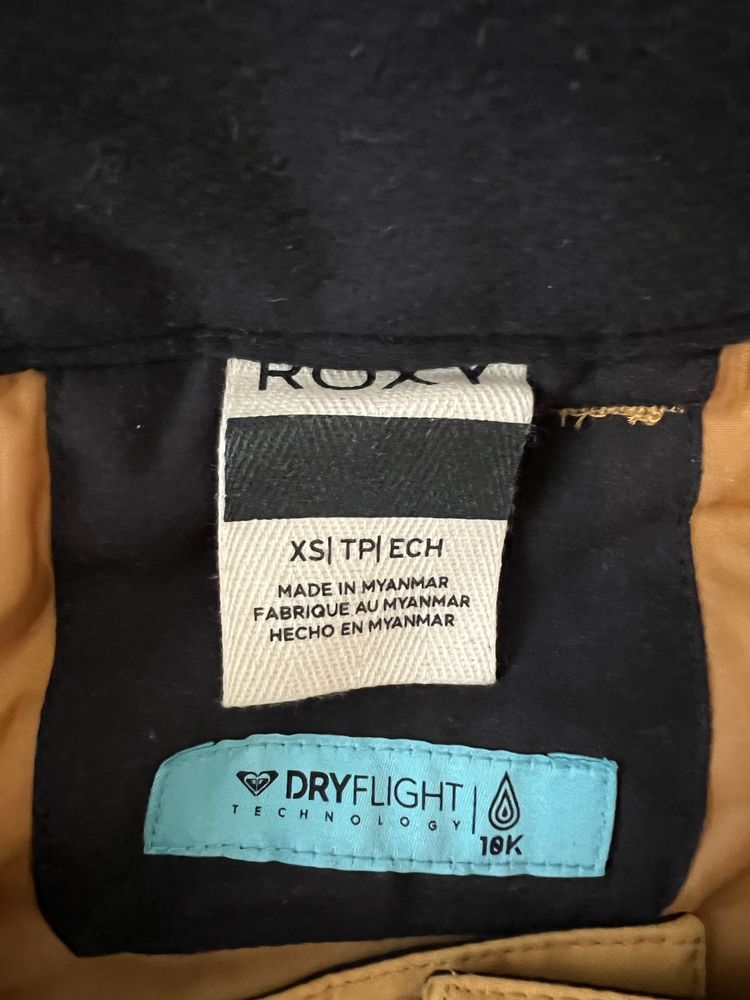 ROXY
XS| TP| ECH
MADE IN MYANMAR
FABRIQUE AU MYANMAR
HECHO EN MYANMAR
DRYFLIGHT
TECHNOLOGY
10K